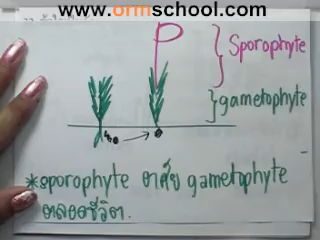 www.ormschool.com
Sporophyte
gametophyte
*sporophyte อาศัย gametophyte
ตลอดชีวิต.